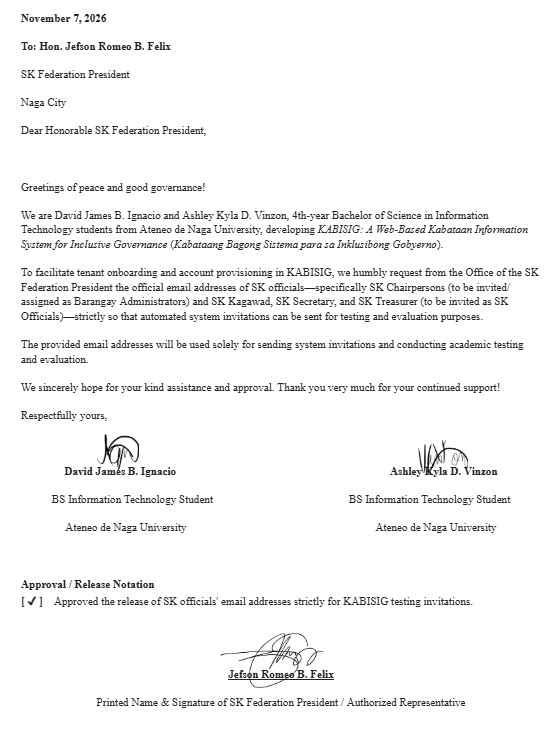 November 7, 2026
To: Hon. Jefson Romeo B. Felix
SK Federation President
Naga City
Dear Honorable SK Federation President,
Greetings of peace and good governance!
We are David James B. Ignacio and Ashley Kyla D. Vinzon, 4th-year Bachelor of Science in Information
Technology students from Ateneo de Naga University, developing KABISIG: A Web-Based Kabataan Information
System for Inclusive Governance (Kabataang Bagong Sistema para sa Inklusibong Gobyerno).
To facilitate tenant onboarding and account provisioning in KABISIG, we humbly request from the Office of the SK
Federation President the official email addresses of SK officials—specifically SK Chairpersons (to be invited/
assigned as Barangay Administrators) and SK Kagawad, SK Secretary, and SK Treasurer (to be invited as SK
Officials)—strictly so that automated system invitations can be sent for testing and evaluation purposes.
The provided email addresses will be used solely for sending system invitations and conducting academic testing
and evaluation.
We sincerely hope for your kind assistance and approval. Thank you very much for your continued support!
Respectfully yours,
David James B. Ignacio Ashley Kyla D. Vinzon
BS Information Technology Student BS Information Technology Student
Ateneo de Naga University Ateneo de Naga University
Approval / Release Notation
[ ✓ ] Approved the release of SK officials' email addresses strictly for KABISIG testing invitations.
Jefson Romeo B. Felix
Printed Name & Signature of SK Federation President / Authorized Representative